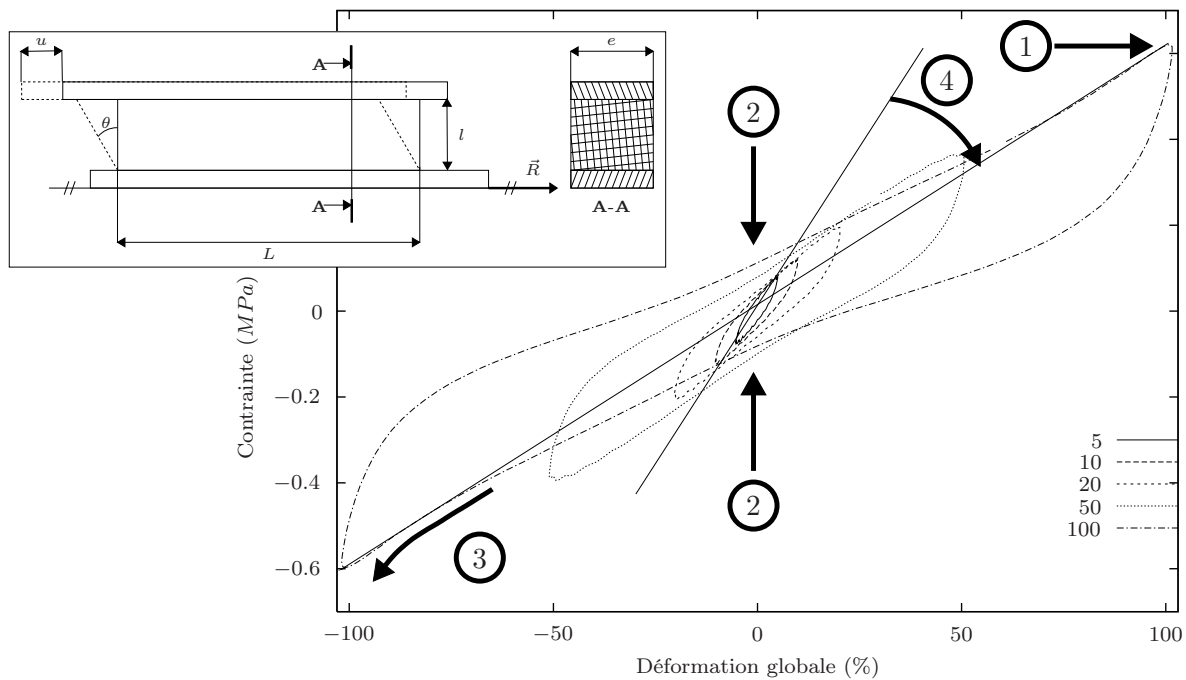 u
A
θ
l
R⃗
A
L
e
A-A
1
2
4
2
3
Contrainte (MPa)
0
−0.2
−0.4
−0.6
5
10
20
50
100
−100
−50
0
50
100
Déformation globale (%)